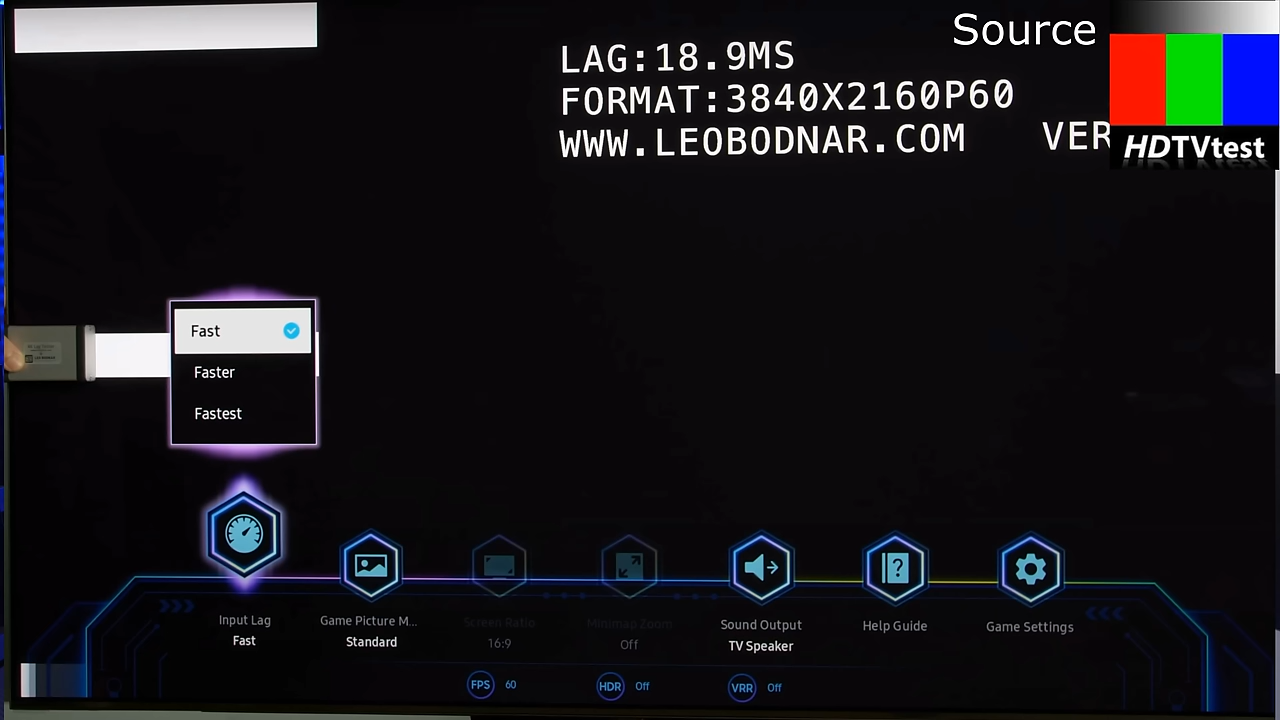 Source
LAG:18.9MS
FORMAT:3840X2160P60
WWW.LEOBODNAR.COM VER
HDTVtest
Fast
Faster
Fastest
Input Lag
Fast
Game Picture M...
Standard
Screen Ratio
16:9
Minimap Zoom
Off
Sound Output
TV Speaker
Help Guide
Game Settings
FPS 60
HDR Off
VRR Off